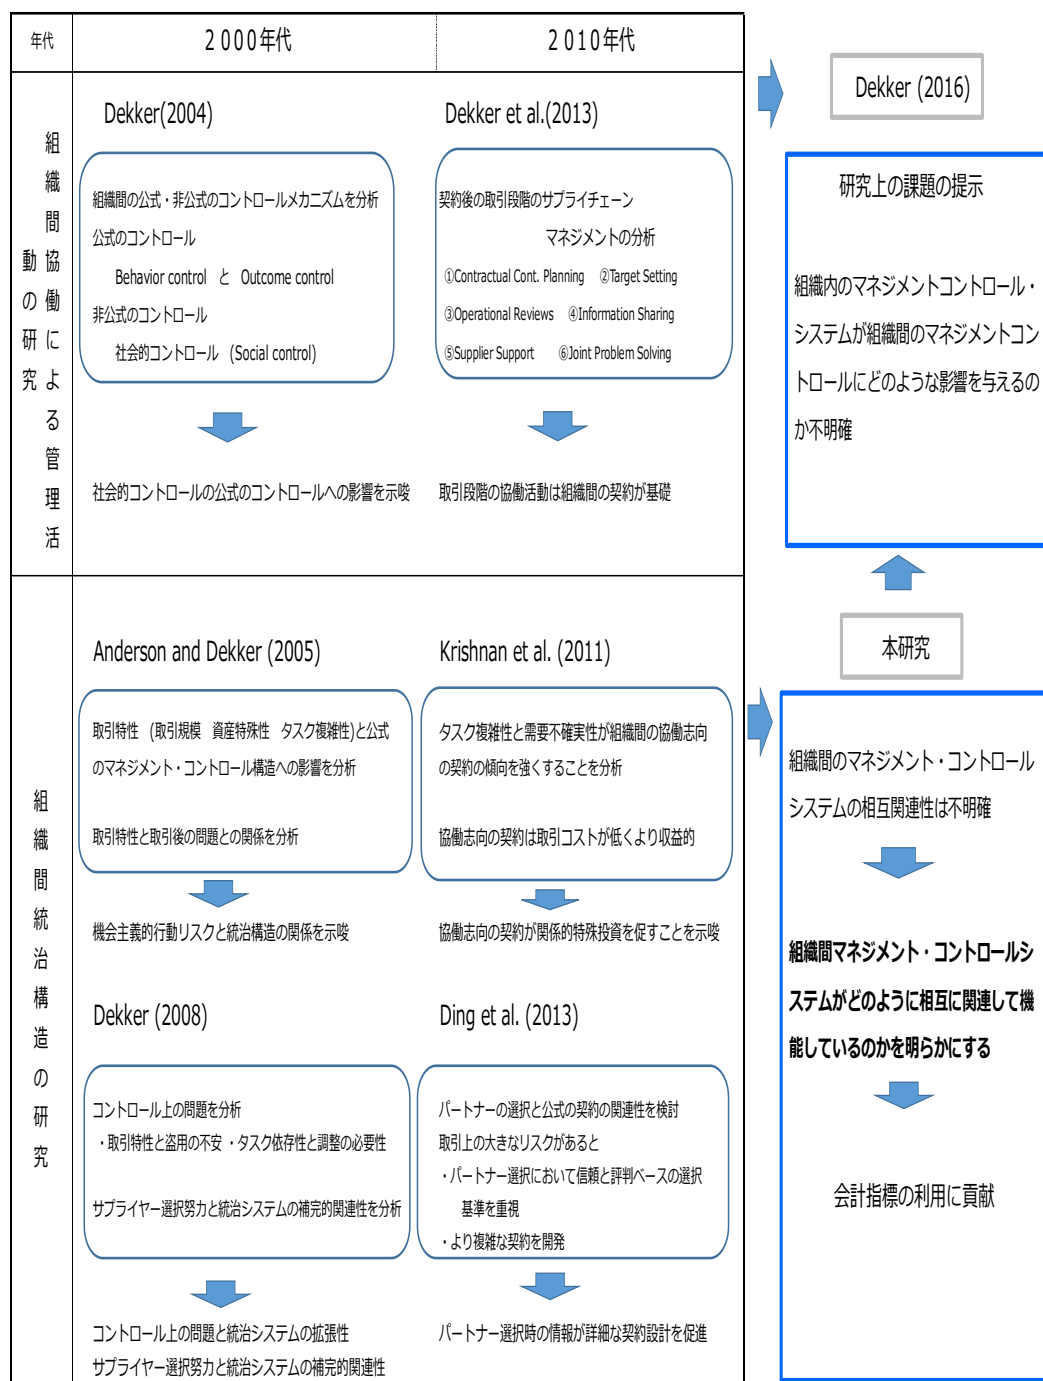 年代
2000年代
2010年代
組織間協働による管理活
動の研究
Dekker(2004)
組織間の公式・非公式のコントロールメカニズムを分析
公式のコントロール
Behavior control と Outcome control
非公式のコントロール
社会的コントロール (Social control)
社会的コントロールの公式のコントロールへの影響を示唆
Dekker et al.(2013)
契約後の取引段階のサプライチェーン
マネジメントの分析
①Contractual Cont. Planning ②Target Setting
③Operational Reviews ④Information Sharing
⑤Supplier Support ⑥Joint Problem Solving
取引段階の協働活動は組織間の契約が基礎
組織間統治構造の研究
Anderson and Dekker (2005)
取引特性 (取引規模 資産特殊性 タスク複雑性)と公式
のマネジメント・コントロール構造への影響を分析
取引特性と取引後の問題との関係を分析
機会主義的行動リスクと統治構造の関係を示唆
Krishnan et al. (2011)
タスク複雑性と需要不確実性が組織間の協働志向
の契約の傾向を強くすることを分析
協働志向の契約は取引コストが低くより収益的
協働志向の契約が関係的特殊投資を促すことを示唆
Dekker (2008)
コントロール上の問題を分析
・取引特性と盗用の不安 ・タスク依存性と調整の必要性
サプライヤー選択努力と統治システムの補完的関連性を分析
コントロール上の問題と統治システムの拡張性
サプライヤー選択努力と統治システムの補完的関連性
Ding et al. (2013)
パートナーの選択と公式の契約の関連性を検討
取引上の大きなリスクがあると
・パートナー選択において信頼と評判ベースの選択
基準を重視
・より複雑な契約を開発
パートナー選択時の情報が詳細な契約設計を促進
Dekker (2016)
研究上の課題の提示
組織内のマネジメントコントロール・
システムが組織間のマネジメントコン
トロールにどのような影響を与えるの
か不明確
本研究
組織間のマネジメント・コントロール
システムの相互関連性は不明確
組織間マネジメント・コントロールシ
ステムがどのように相互に関連して機
能しているのかを明らかにする
会計指標の利用に貢献